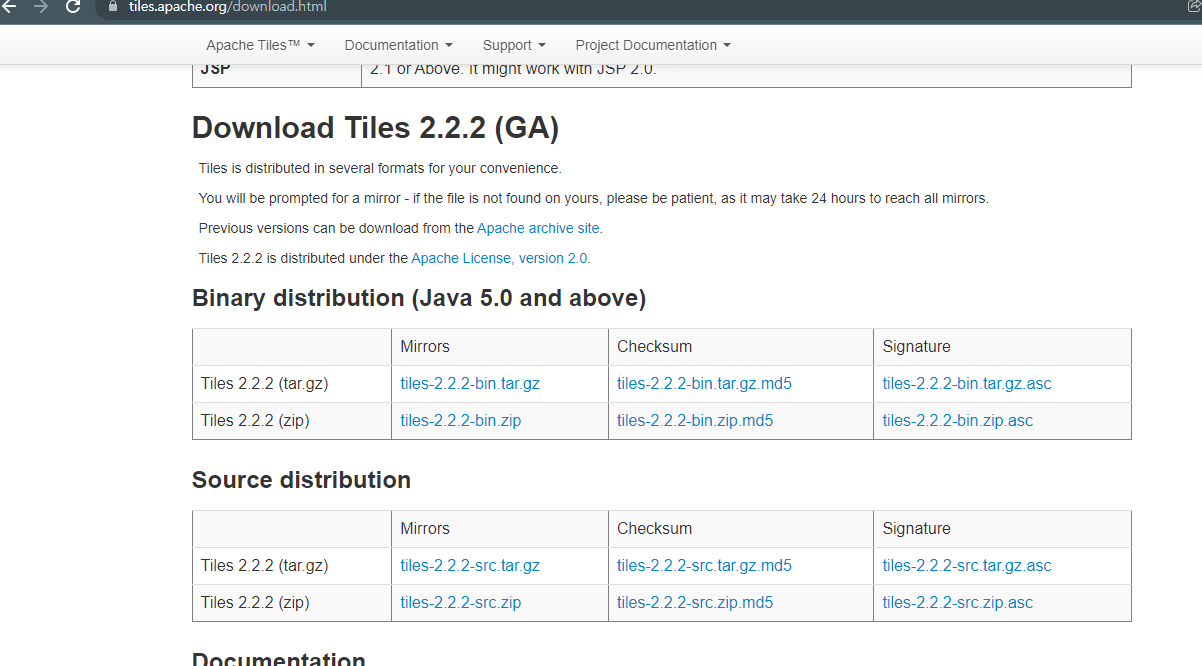 tiles.apache.org/download.html
Apache Tiles™ Documentation Support Project Documentation
JSP 2.1 or Above. It might work with JSP 2.0.
Download Tiles 2.2.2 (GA)
Tiles is distributed in several formats for your convenience.
You will be prompted for a mirror - if the file is not found on yours, please be patient, as it may take 24 hours to reach all mirrors.
Previous versions can be download from the Apache archive site.
Tiles 2.2.2 is distributed under the Apache License, version 2.0.
Binary distribution (Java 5.0 and above)
Mirrors Checksum Signature
Tiles 2.2.2 (tar.gz) tiles-2.2.2-bin.tar.gz tiles-2.2.2-bin.tar.gz.md5 tiles-2.2.2-bin.tar.gz.asc
Tiles 2.2.2 (zip) tiles-2.2.2-bin.zip tiles-2.2.2-bin.zip.md5 tiles-2.2.2-bin.zip.asc
Source distribution
Mirrors Checksum Signature
Tiles 2.2.2 (tar.gz) tiles-2.2.2-src.tar.gz tiles-2.2.2-src.tar.gz.md5 tiles-2.2.2-src.tar.gz.asc
Tiles 2.2.2 (zip) tiles-2.2.2-src.zip tiles-2.2.2-src.zip.md5 tiles-2.2.2-src.zip.asc
Documentation